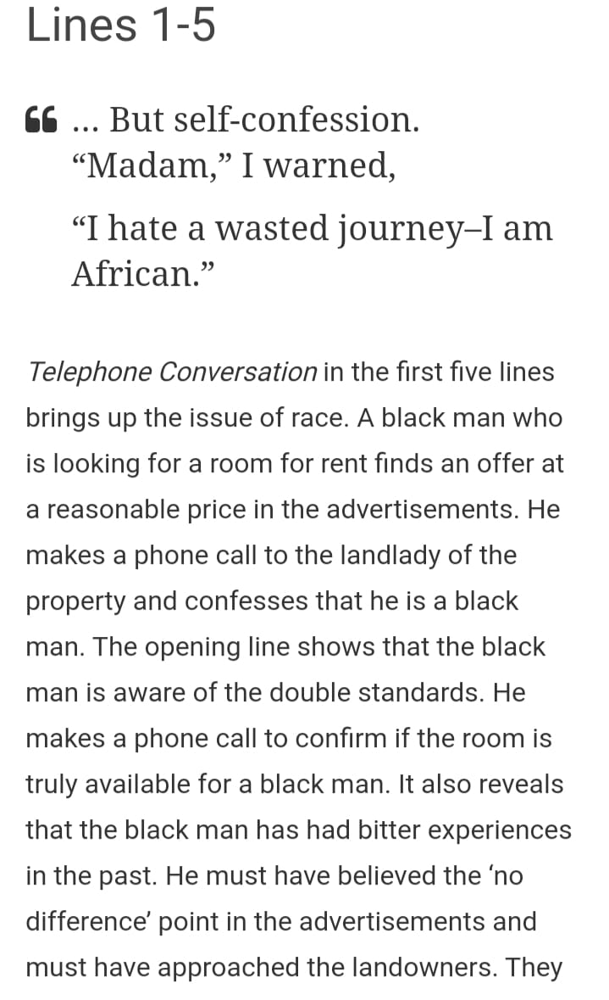 Lines 1-5
“ ... But self-confession.
“Madam,” I warned,
“I hate a wasted journey–I am
African.”
Telephone Conversation in the first five lines
brings up the issue of race. A black man who
is looking for a room for rent finds an offer at
a reasonable price in the advertisements. He
makes a phone call to the landlady of the
property and confesses that he is a black
man. The opening line shows that the black
man is aware of the double standards. He
makes a phone call to confirm if the room is
truly available for a black man. It also reveals
that the black man has had bitter experiences
in the past. He must have believed the ‘no
difference’ point in the advertisements and
must have approached the landowners. They